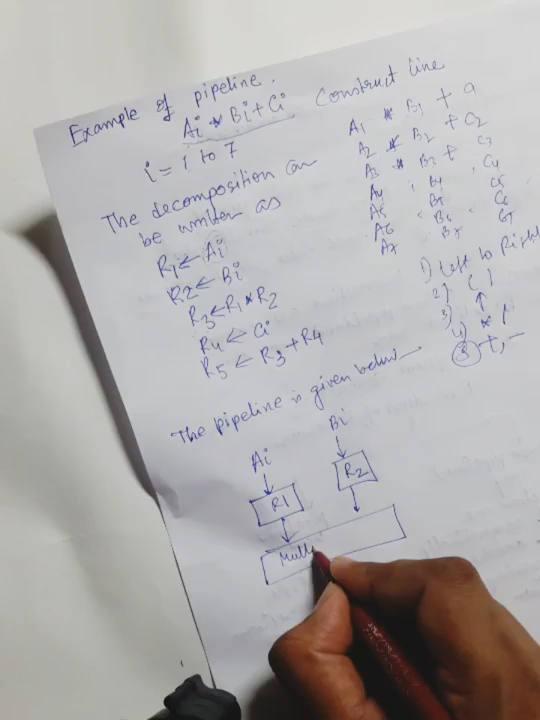 Example of pipeline.
Ai * Bi + Ci Construct line
i = 1 to 7
The decomposition can
be written as
R1 ← Ai
R2 ← Bi
R3 ← R1 * R2
R4 ← Ci
R5 ← R3 + R4
A1 * B1 + C1
A2 * B2 + C2
A3 * B3 + C3
A4 B4 C4
A5 B5 C5
A6 B6 C6
A7 B7 C7
1) Left to Right
2) ( )
3) ↑
4) * /
5) +, -
The pipeline is given below
Ai Bi
R1 R2
Mult